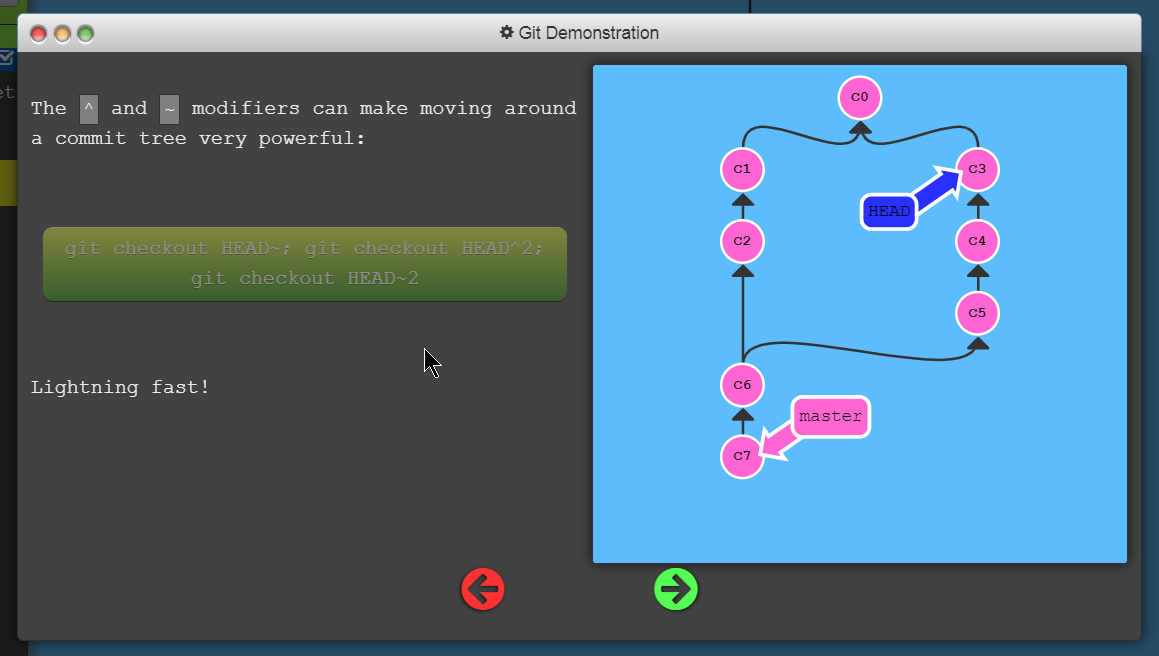 Git Demonstration
et
The ^ and ~ modifiers can make moving around
a commit tree very powerful:
git checkout HEAD~; git checkout HEAD^2;
git checkout HEAD~2
Lightning fast!
C0
C1
C3
HEAD
C2
C4
C5
C6
master
C7